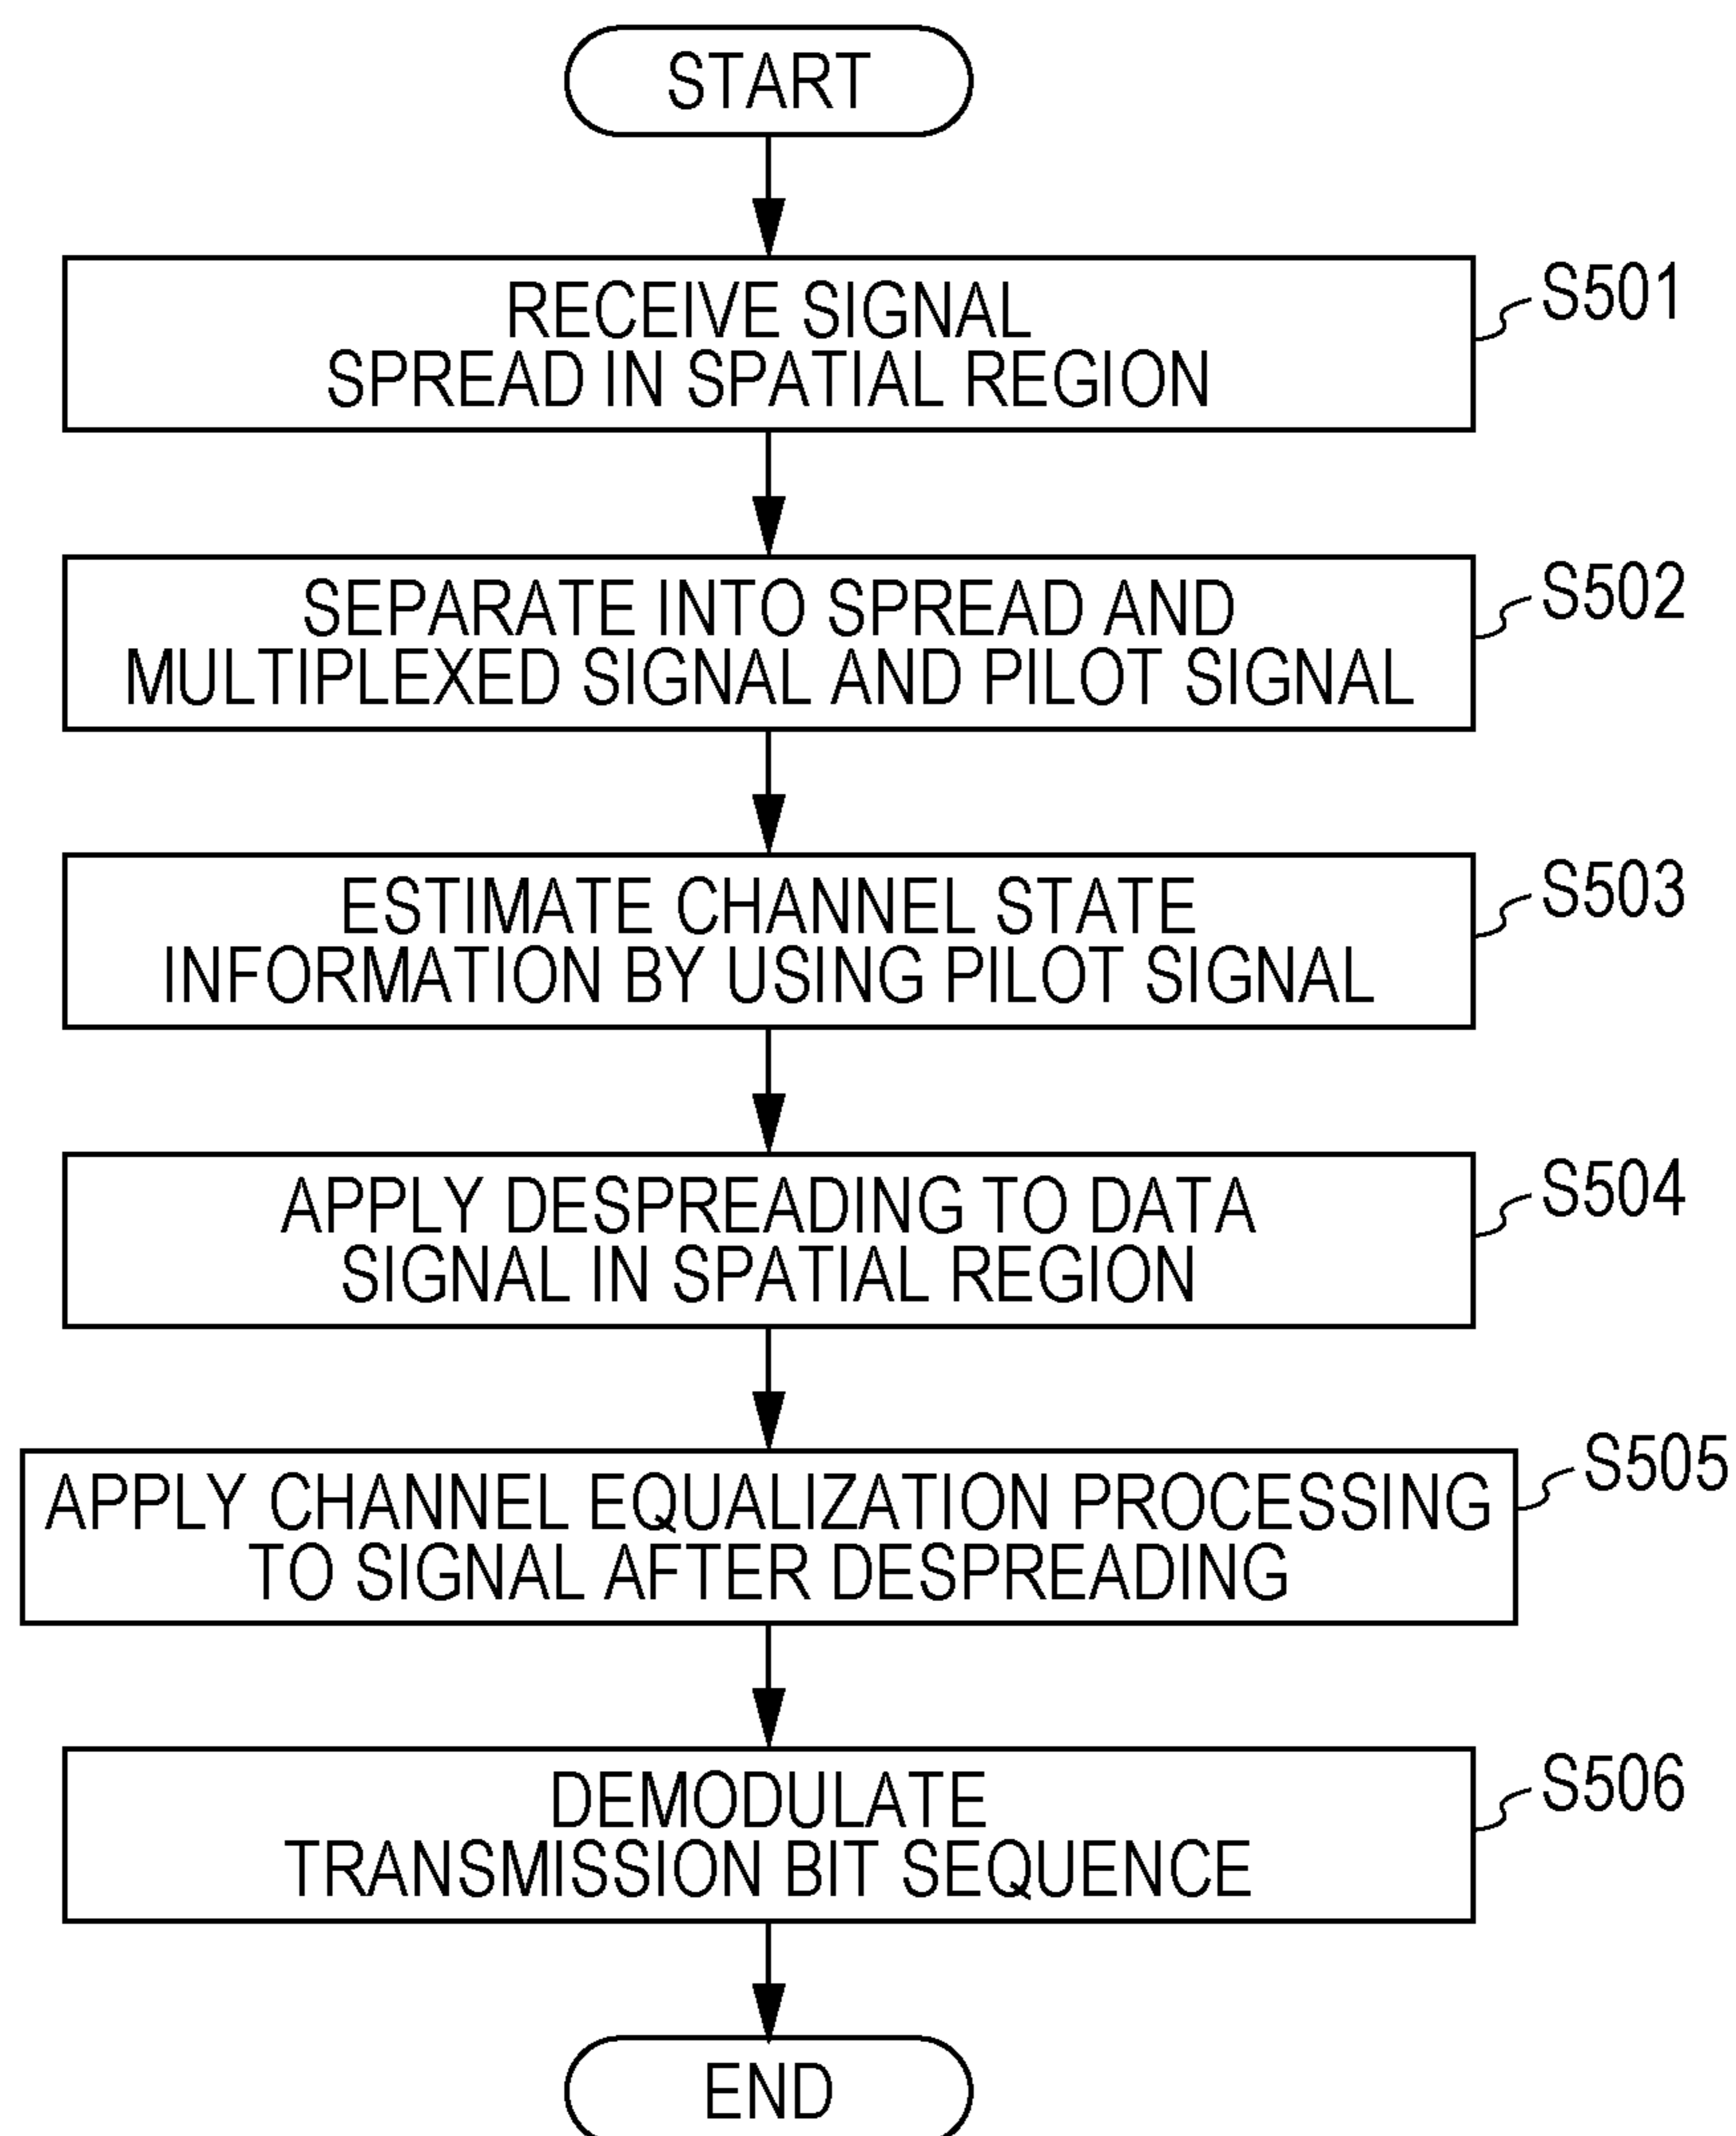 START
RECEIVE SIGNAL
SPREAD IN SPATIAL REGION
S501
SEPARATE INTO SPREAD AND
MULTIPLEXED SIGNAL AND PILOT SIGNAL
S502
ESTIMATE CHANNEL STATE
INFORMATION BY USING PILOT SIGNAL
S503
APPLY DESPREADING TO DATA
SIGNAL IN SPATIAL REGION
S504
APPLY CHANNEL EQUALIZATION PROCESSING
TO SIGNAL AFTER DESPREADING
S505
DEMODULATE
TRANSMISSION BIT SEQUENCE
S506
END